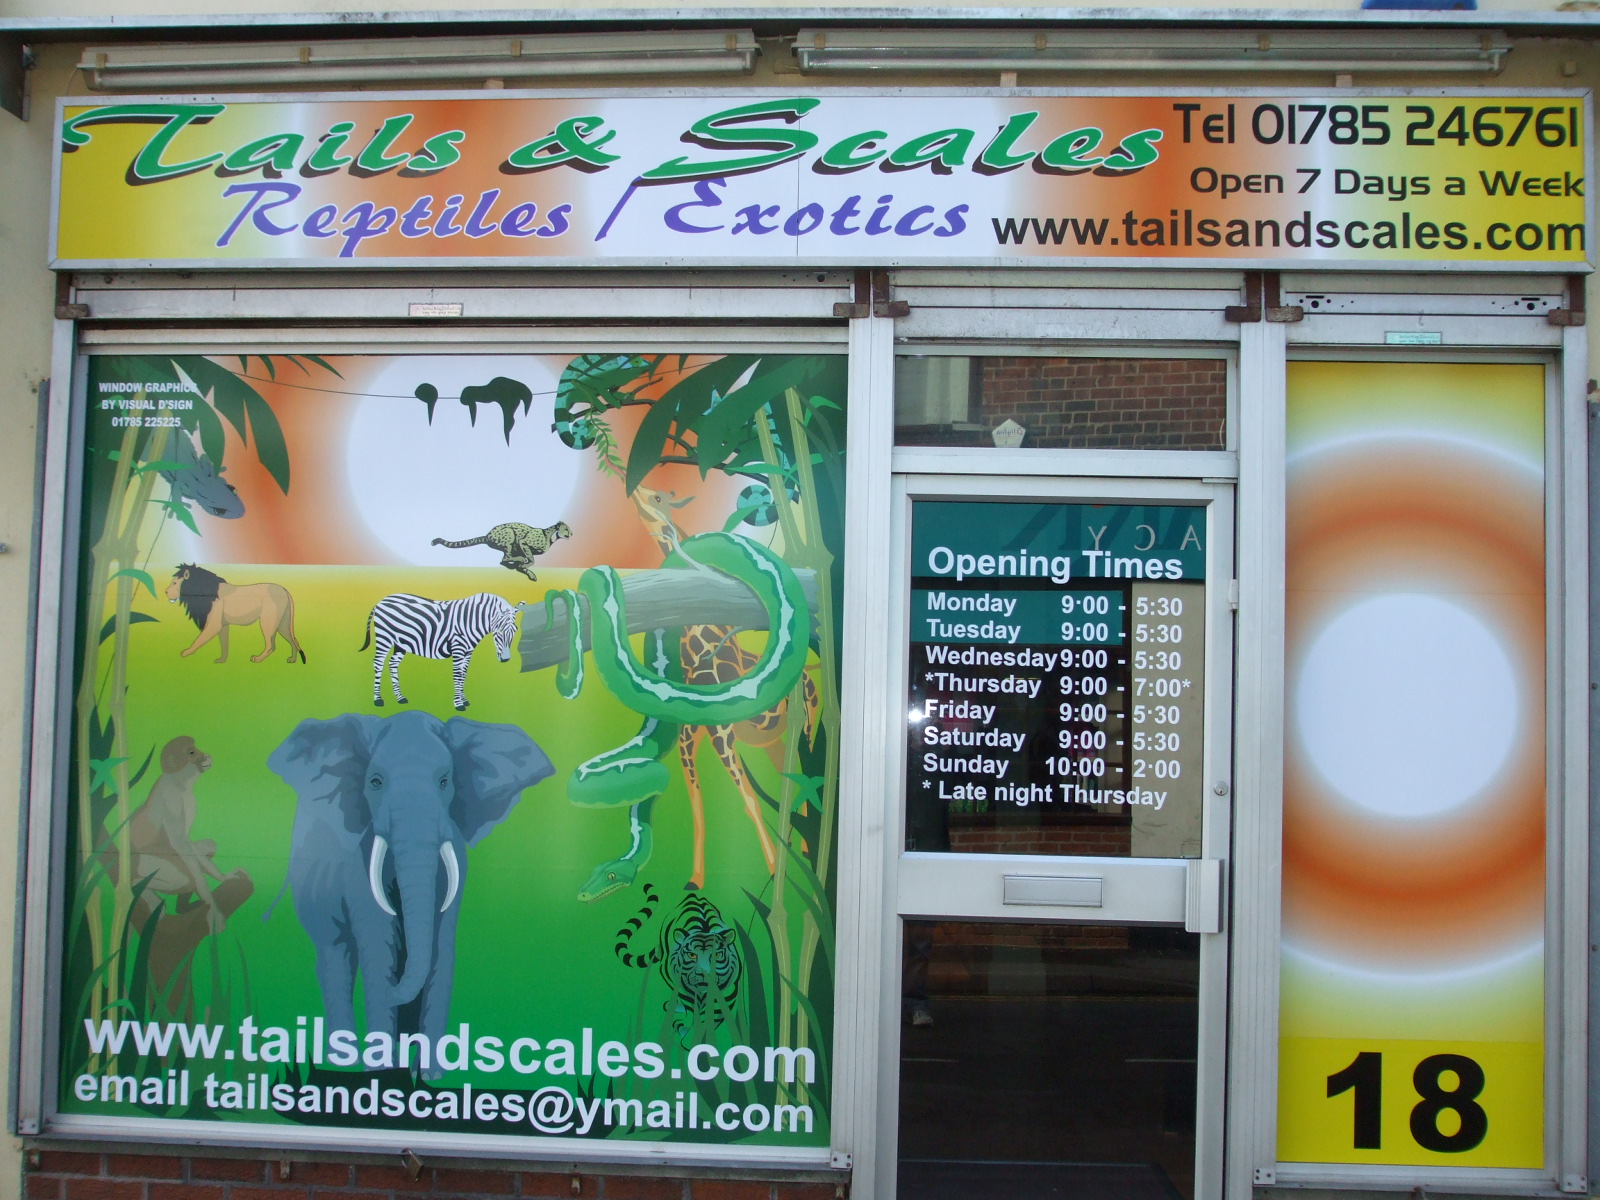 Tails & Scales
Reptiles / Exotics
Tel 01785 246761
Open 7 Days a Week
www.tailsandscales.com
WINDOW GRAPHICS
BY VISUAL D'SIGN
01785 225225
www.tailsandscales.com
email tailsandscales@ymail.com
Opening Times
Monday 9:00 - 5:30
Tuesday 9:00 - 5:30
Wednesday 9:00 - 5:30
*Thursday 9:00 - 7:00*
Friday 9:00 - 5:30
Saturday 9:00 - 5:30
Sunday 10:00 - 2:00
* Late night Thursday
18